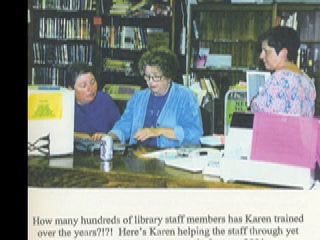 How many hundreds of library staff members has Karen trained
over the years?!?! Here's Karen helping the staff through yet